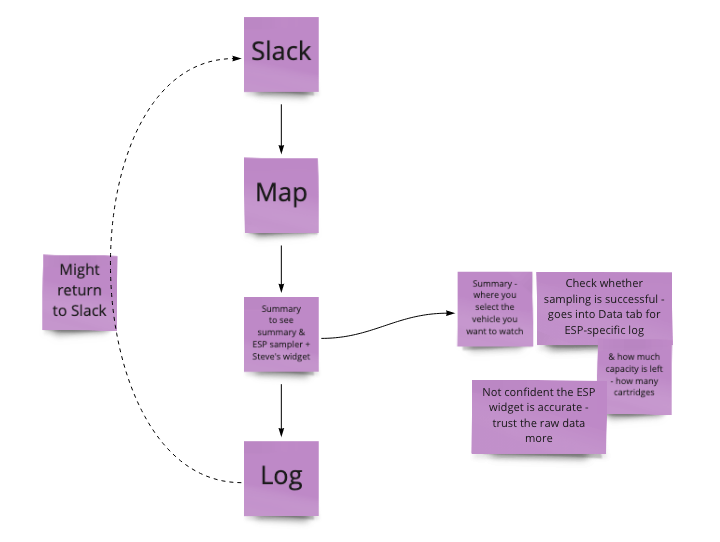 Slack
Map
Might
return
to Slack
Summary
to see
summary &
ESP sampler +
Steve's widget
Summary -
where you
select the
vehicle you
want to watch
Check whether
sampling is successful -
goes into Data tab for
ESP-specific log
& how much
capacity is left
- how many
cartridges
Not confident the ESP
widget is accurate -
trust the raw data
more
Log